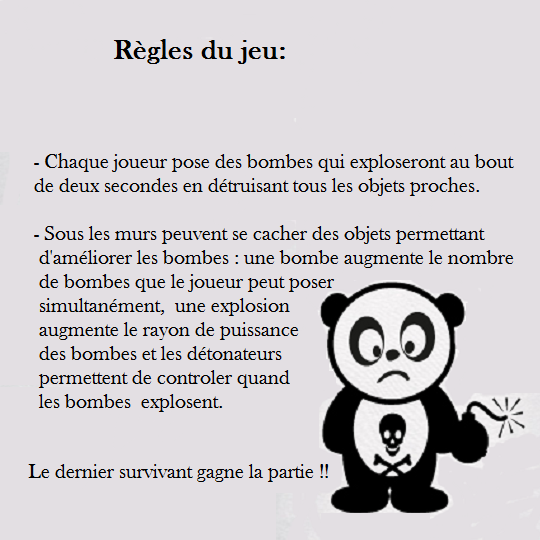 Règles du jeu:
- Chaque joueur pose des bombes qui exploseront au bout
de deux secondes en détruisant tous les objets proches.
- Sous les murs peuvent se cacher des objets permettant
d'améliorer les bombes : une bombe augmente le nombre
de bombes que le joueur peut poser
simultanément, une explosion
augmente le rayon de puissance
des bombes et les détonateurs
permettent de controler quand
les bombes explosent.
Le dernier survivant gagne la partie !!